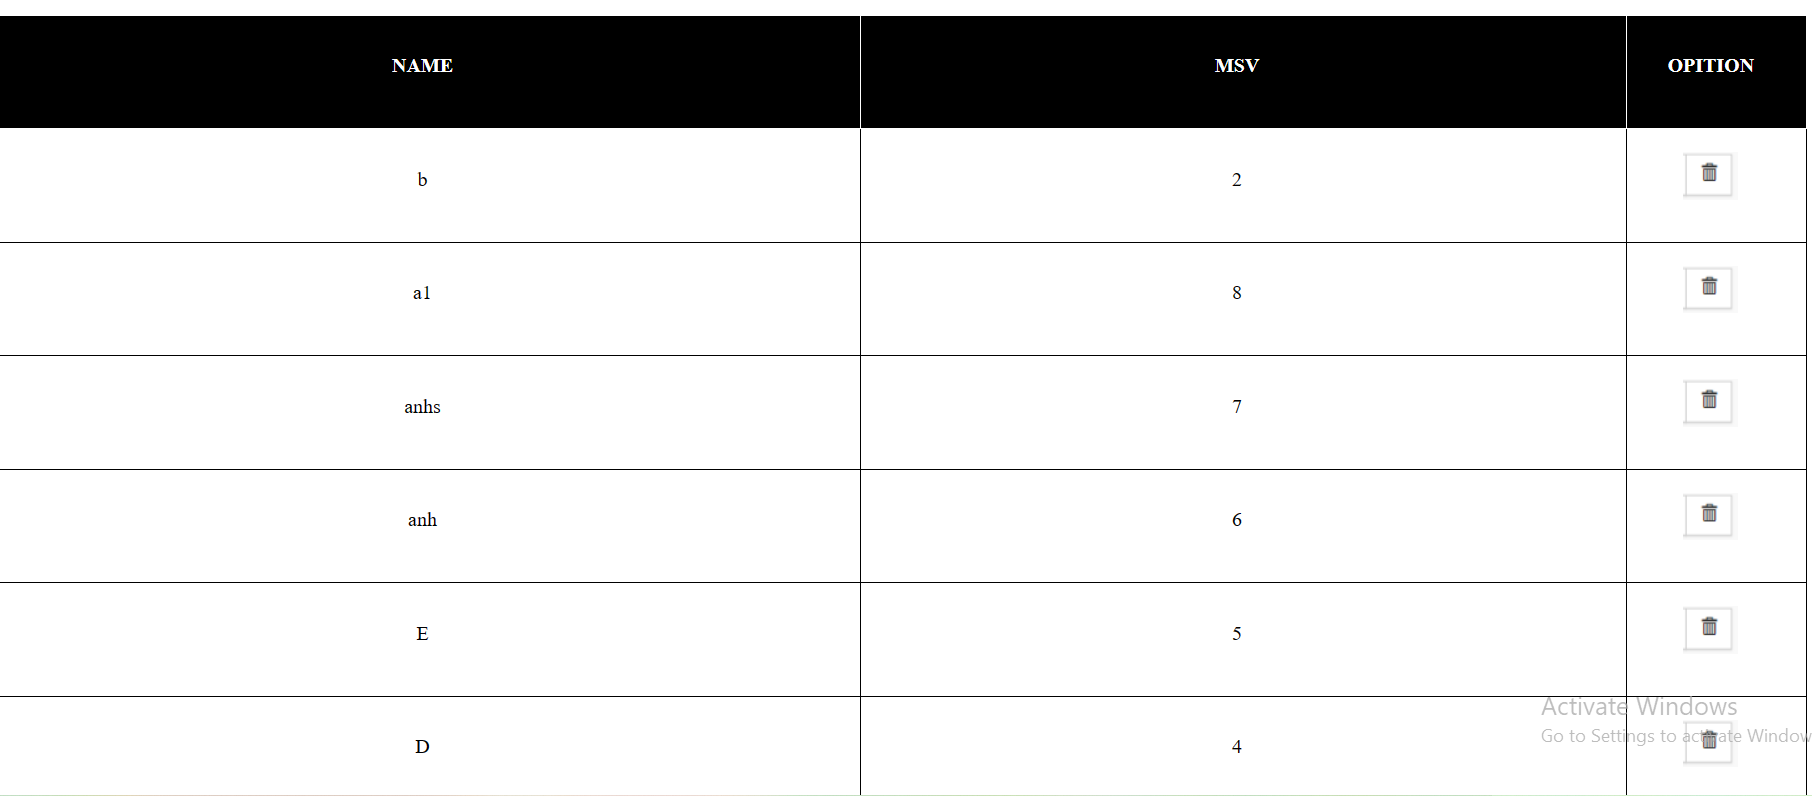 NAME MSV OPITION
b 2
a1 8
anhs 7
anh 6
E 5
Activate Windows
Go to Settings to activate Window
D 4